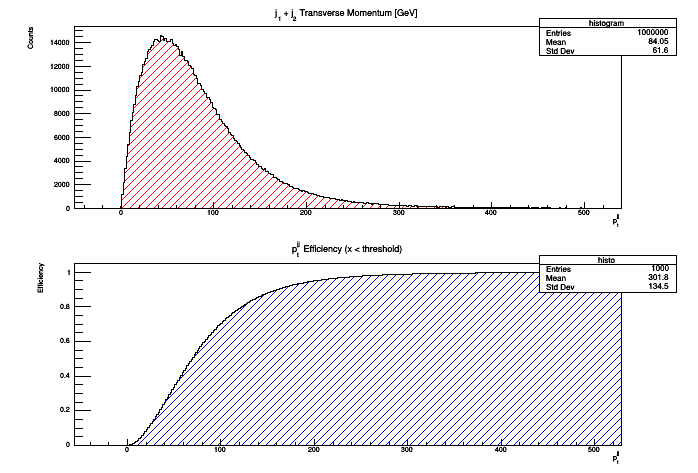 j1 + j2 Transverse Momentum [GeV]
histogram
Entries 1000000
Mean 84.05
Std Dev 61.6
Counts
14000
12000
10000
8000
6000
4000
2000
0
0 100 200 300 400 500
p_t^jj
p_t^jj Efficiency (x < threshold)
histo
Entries 1000
Mean 301.8
Std Dev 134.5
Efficiency
1
0.8
0.6
0.4
0.2
0
0 100 200 300 400 500
p_t^jj